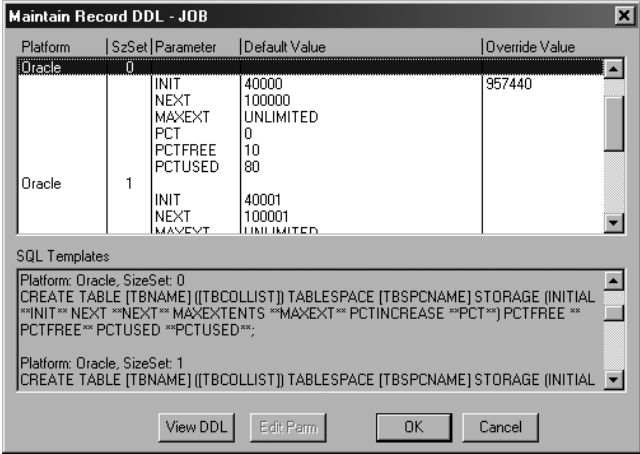 Maintain Record DDL - JOB
Platform SzSet Parameter Default Value Override Value
Oracle 0
INIT 40000 957440
NEXT 100000
MAXEXT UNLIMITED
PCT 0
PCTFREE 10
PCTUSED 80
Oracle 1
INIT 40001
NEXT 100001
MAXEXT UNLIMITED
SQL Templates
Platform: Oracle, SizeSet: 0
CREATE TABLE [TBNAME] ([TBCOLLIST]) TABLESPACE [TBSPCNAME] STORAGE (INITIAL
**INIT** NEXT **NEXT** MAXEXTENTS **MAXEXT** PCTINCREASE **PCT**) PCTFREE **
PCTFREE** PCTUSED **PCTUSED**;
Platform: Oracle, SizeSet: 1
CREATE TABLE [TBNAME] ([TBCOLLIST]) TABLESPACE [TBSPCNAME] STORAGE (INITIAL
View DDL Edit Parm OK Cancel